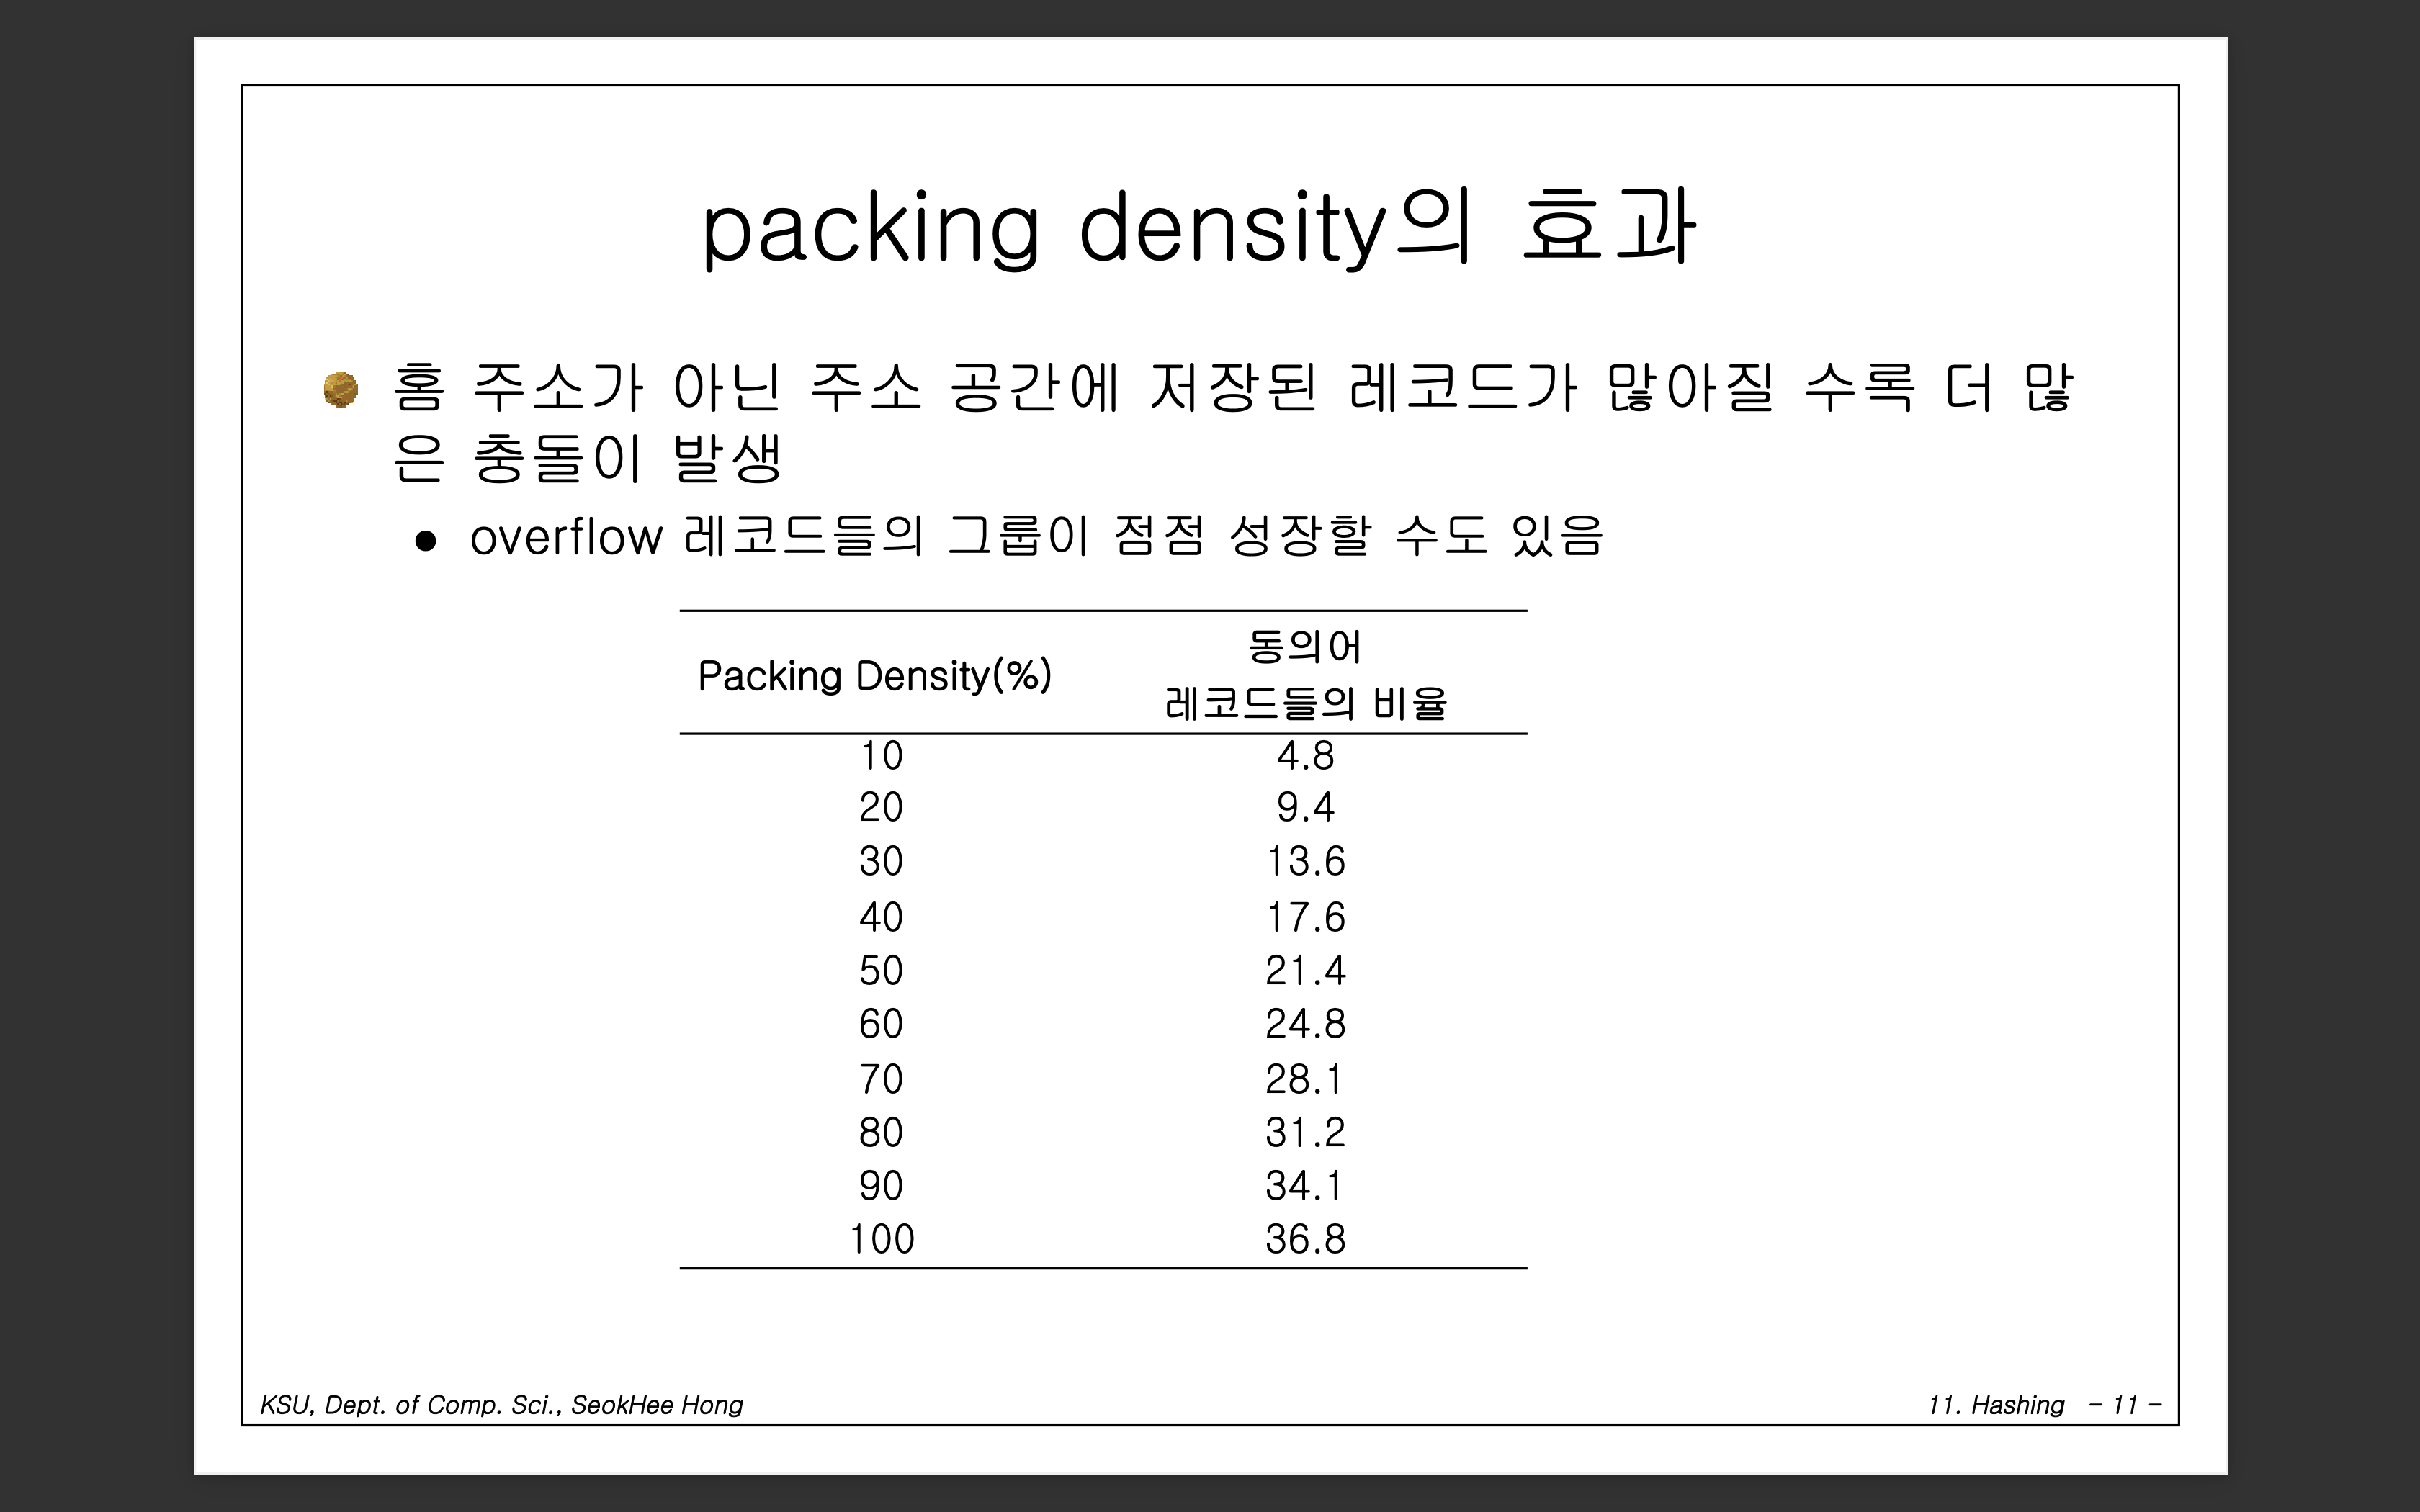 packing density의 효과
홈 주소가 아닌 주소 공간에 저장된 레코드가 많아질 수록 더 많
은 충돌이 발생
● overflow 레코드들의 그룹이 점점 성장할 수도 있음
Packing Density(%) 동의어 레코드들의 비율
10 4.8
20 9.4
30 13.6
40 17.6
50 21.4
60 24.8
70 28.1
80 31.2
90 34.1
100 36.8
KSU, Dept. of Comp. Sci., SeokHee Hong
11. Hashing - 11 -